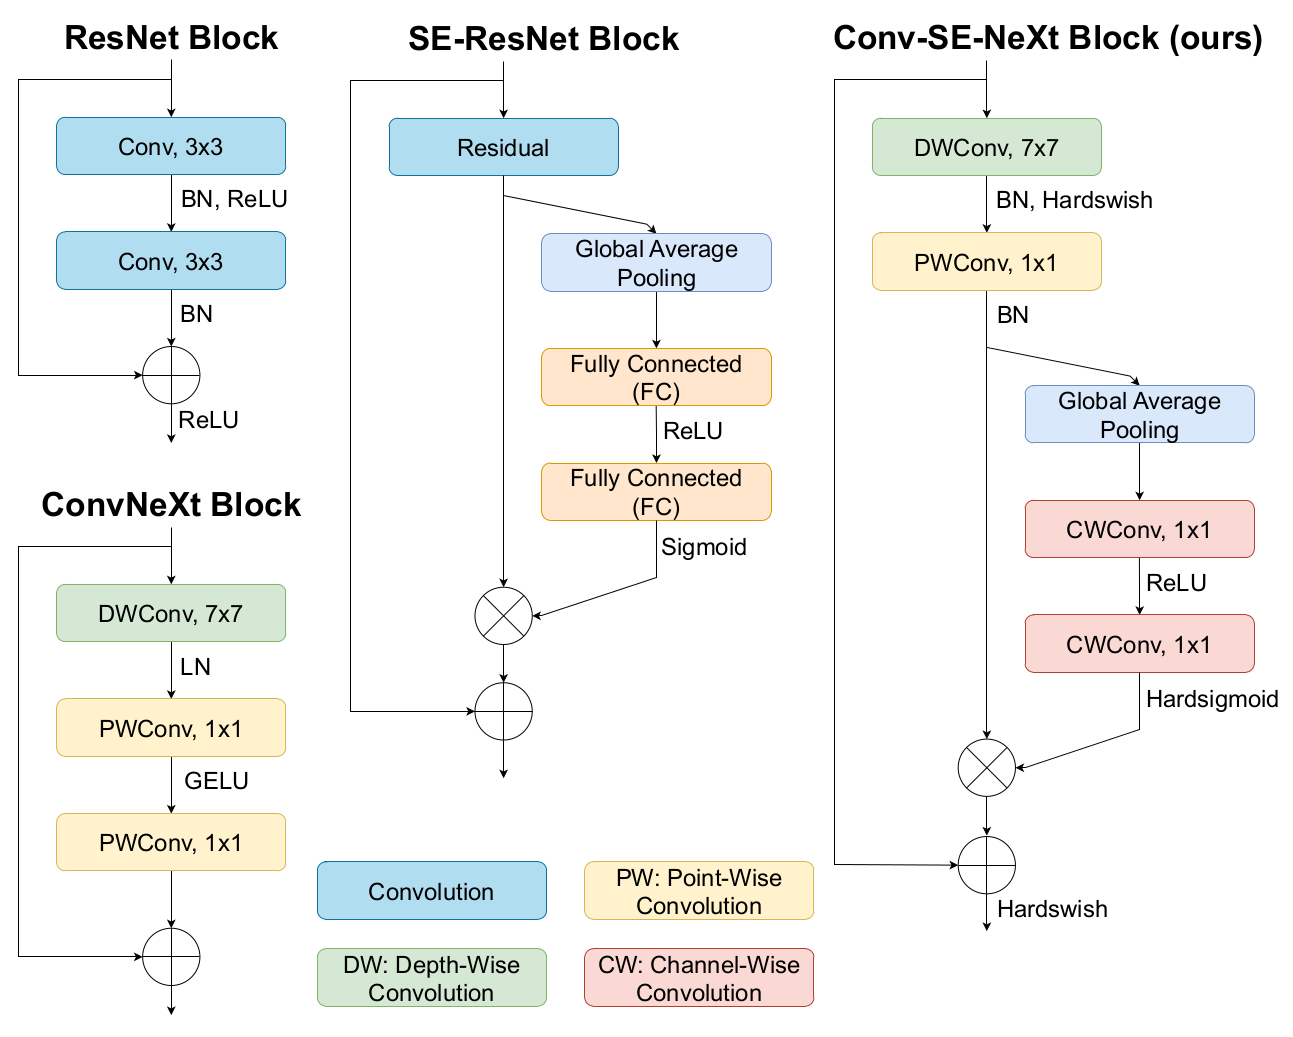 ResNet Block
Conv, 3x3
BN, ReLU
Conv, 3x3
BN
ReLU
ConvNeXt Block
DWConv, 7x7
LN
PWConv, 1x1
GELU
PWConv, 1x1
SE-ResNet Block
Residual
Global Average
Pooling
Fully Connected
(FC)
ReLU
Fully Connected
(FC)
Sigmoid
Conv-SE-NeXt Block (ours)
DWConv, 7x7
BN, Hardswish
PWConv, 1x1
BN
Global Average
Pooling
CWConv, 1x1
ReLU
CWConv, 1x1
Hardsigmoid
Hardswish
Convolution
PW: Point-Wise
Convolution
DW: Depth-Wise
Convolution
CW: Channel-Wise
Convolution